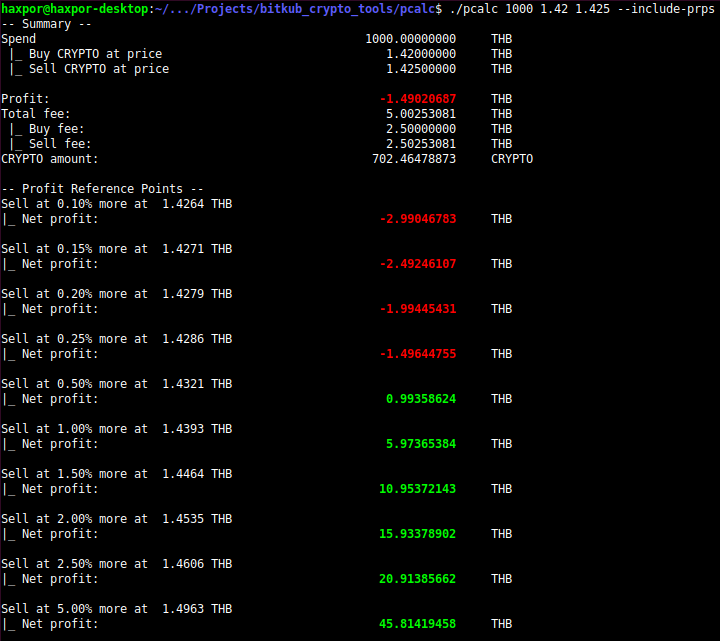 haxpor@haxpor-desktop:~/.../Projects/bitkub_crypto_tools/pcalc$ ./pcalc 1000 1.42 1.425 --include-prps
-- Summary --
Spend 1000.00000000 THB
|_ Buy CRYPTO at price 1.42000000 THB
|_ Sell CRYPTO at price 1.42500000 THB
Profit: -1.49020687 THB
Total fee: 5.00253081 THB
|_ Buy fee: 2.50000000 THB
|_ Sell fee: 2.50253081 THB
CRYPTO amount: 702.46478873 CRYPTO
-- Profit Reference Points --
Sell at 0.10% more at 1.4264 THB
|_ Net profit: -2.99046783 THB
Sell at 0.15% more at 1.4271 THB
|_ Net profit: -2.49246107 THB
Sell at 0.20% more at 1.4279 THB
|_ Net profit: -1.99445431 THB
Sell at 0.25% more at 1.4286 THB
|_ Net profit: -1.49644755 THB
Sell at 0.50% more at 1.4321 THB
|_ Net profit: 0.99358624 THB
Sell at 1.00% more at 1.4393 THB
|_ Net profit: 5.97365384 THB
Sell at 1.50% more at 1.4464 THB
|_ Net profit: 10.95372143 THB
Sell at 2.00% more at 1.4535 THB
|_ Net profit: 15.93378902 THB
Sell at 2.50% more at 1.4606 THB
|_ Net profit: 20.91385662 THB
Sell at 5.00% more at 1.4963 THB
|_ Net profit: 45.81419458 THB